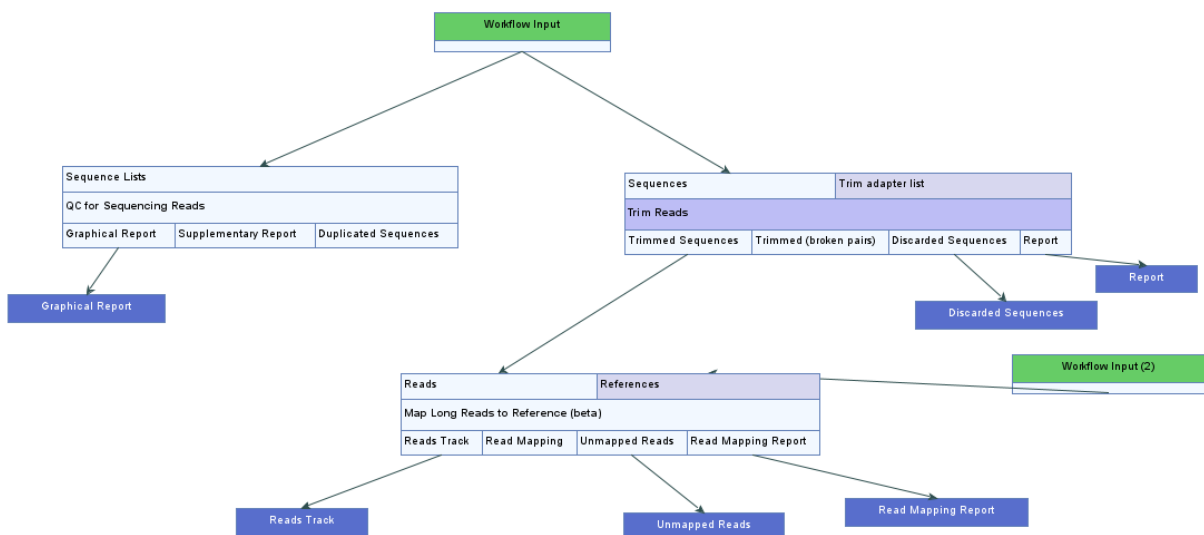 Workflow Input
Sequence Lists
QC for Sequencing Reads
Graphical Report Supplementary Report Duplicated Sequences
Graphical Report
Sequences Trim adapter list
Trim Reads
Trimmed Sequences Trimmed (broken pairs) Discarded Sequences Report
Report
Discarded Sequences
Workflow Input (2)
Reads References
Map Long Reads to Reference (beta)
Reads Track Read Mapping Unmapped Reads Read Mapping Report
Reads Track
Unmapped Reads
Read Mapping Report